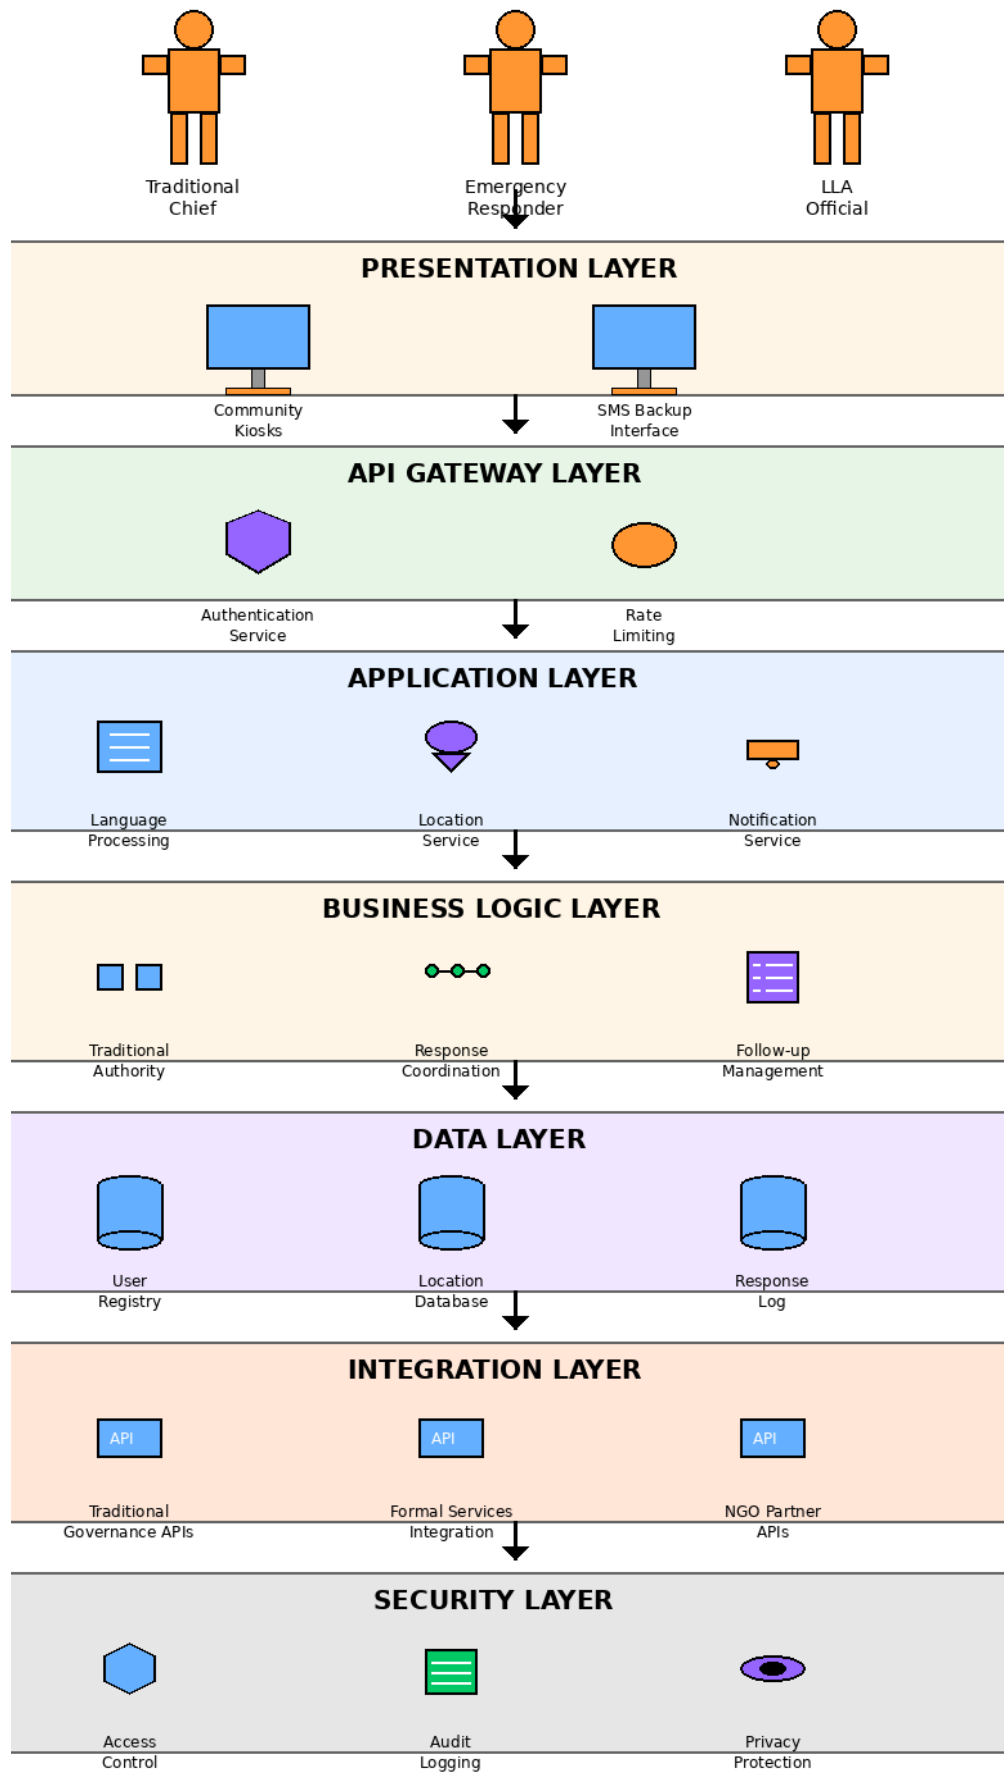 Traditional
Chief
Emergency
Responder
LLA
Official
PRESENTATION LAYER
Community
Kiosks
SMS Backup
Interface
API GATEWAY LAYER
Authentication
Service
Rate
Limiting
APPLICATION LAYER
Language
Processing
Location
Service
Notification
Service
BUSINESS LOGIC LAYER
Traditional
Authority
Response
Coordination
Follow-up
Management
DATA LAYER
User
Registry
Location
Database
Response
Log
INTEGRATION LAYER
API
API
API
Traditional
Governance APIs
Formal Services
Integration
NGO Partner
APIs
SECURITY LAYER
Access
Control
Audit
Logging
Privacy
Protection